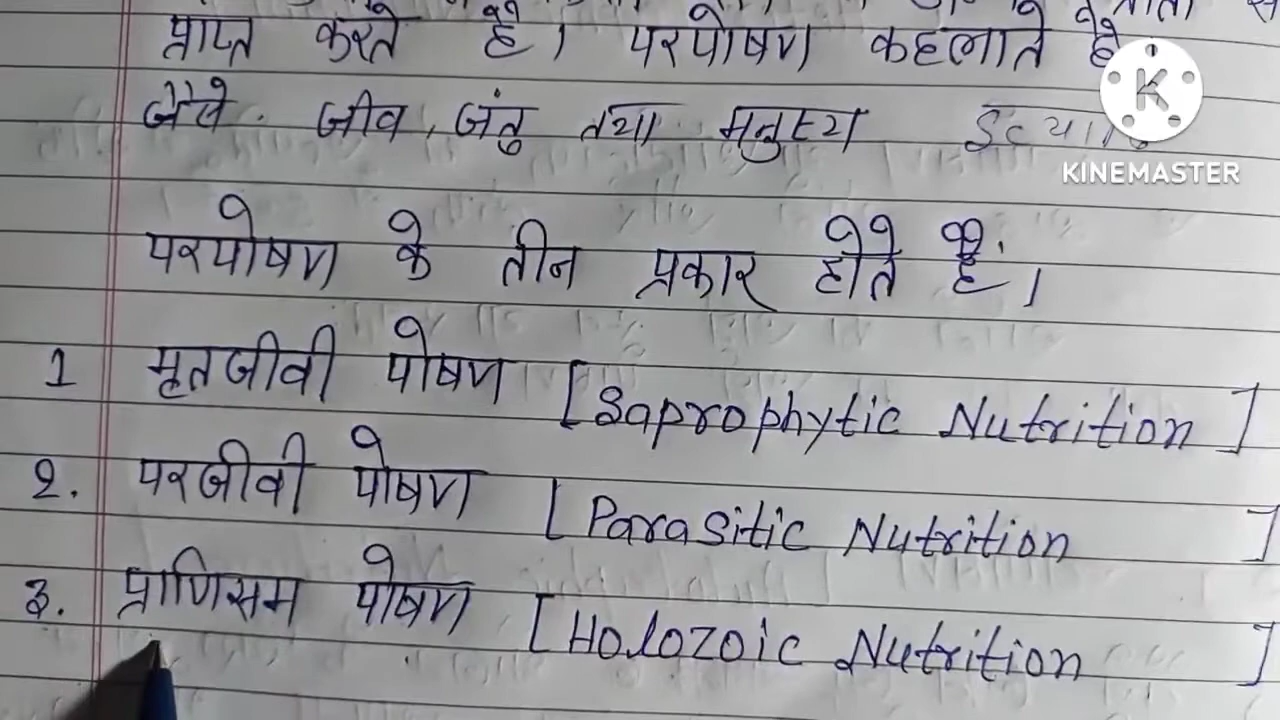 प्राप्त करते हैं। परपोषण कहलाते है
जैसे. जीव, जंतु तथा मनुष्य
KINEMASTER
परपोषण के तीन प्रकार होते हैं।
1 मृतजीवी पोषण [Saprophytic Nutrition]
2. परजीवी पोषण [Parasitic Nutrition]
3. प्राणिसम पोषण [Holozoic Nutrition]